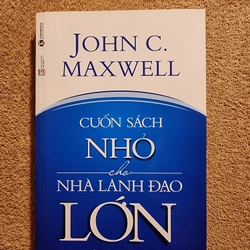 JOHN C.
MAXWELL
CUỐN SÁCH
NHỎ
cho
NHÀ LÃNH ĐẠO
LỚN